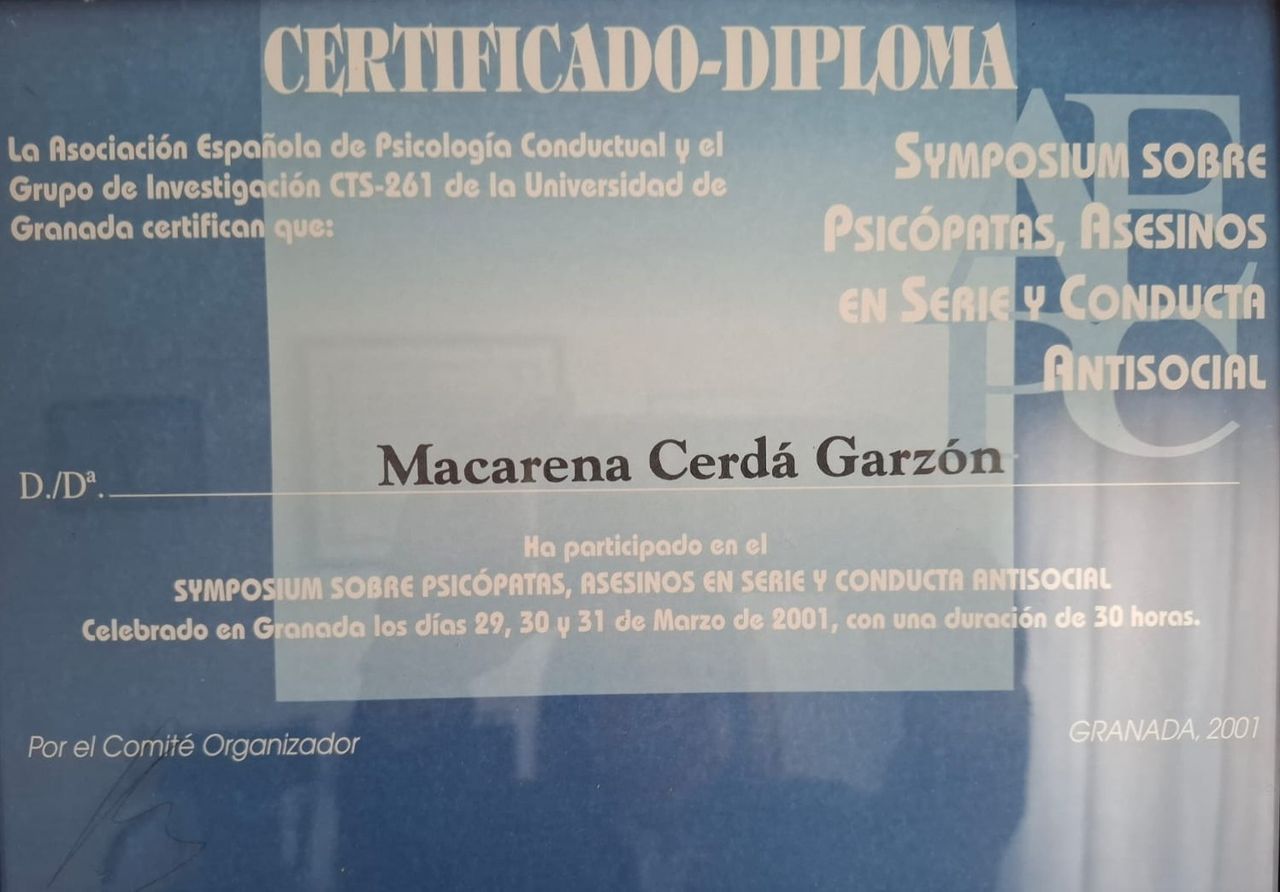 CERTIFICADO-DIPLOMA
La Asociación Española de Psicología Conductual y el
Grupo de Investigación CTS-261 de la Universidad de
Granada certifican que:
AEPC
SYMPOSIUM SOBRE
PSICÓPATAS, ASESINOS
EN SERIE Y CONDUCTA
ANTISOCIAL
D./Dª. Macarena Cerdá Garzón
Ha participado en el
SYMPOSIUM SOBRE PSICÓPATAS, ASESINOS EN SERIE Y CONDUCTA ANTISOCIAL
Celebrado en Granada los días 29, 30 y 31 de Marzo de 2001, con una duración de 30 horas.
Por el Comité Organizador
GRANADA, 2001